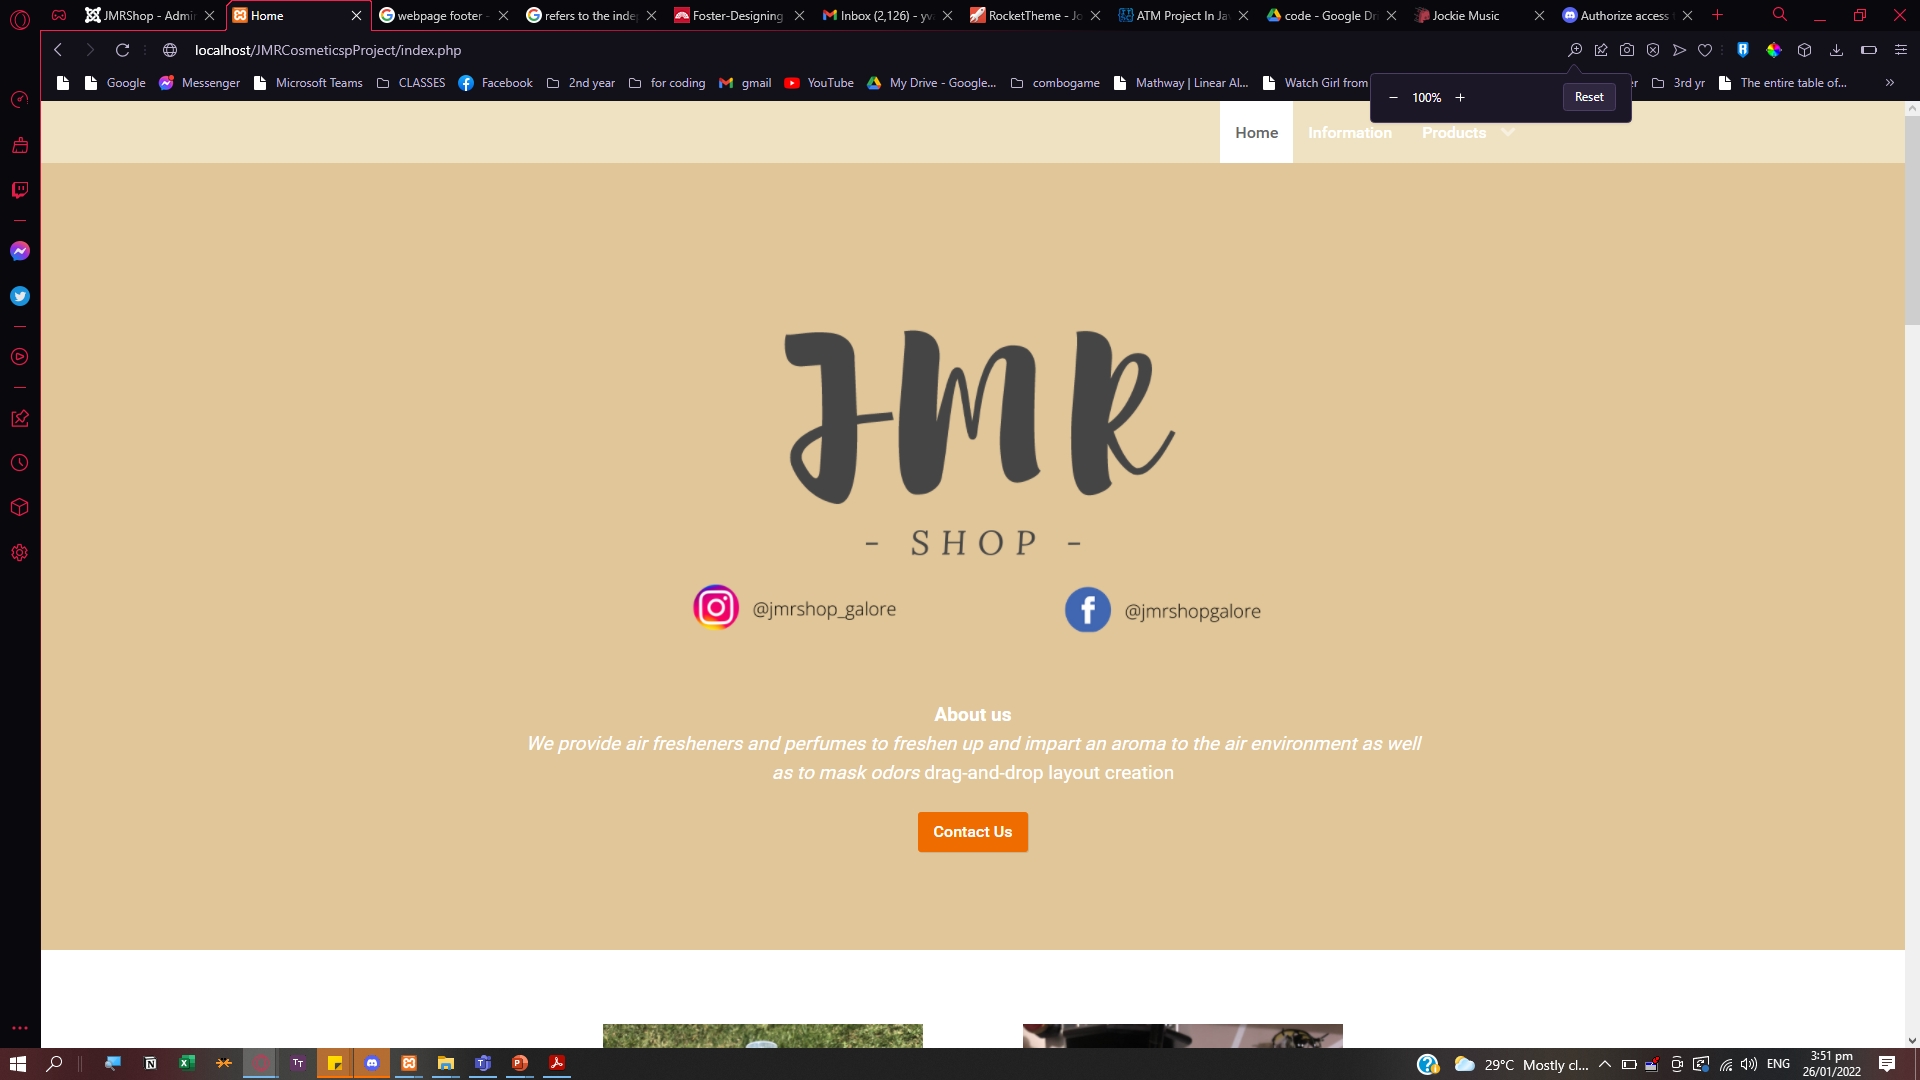 JMRShop - Admin
Home
webpage footer -
refers to the inde
Foster-Designing
Inbox (2,126) - yv
RocketTheme - Jo
ATM Project In Ja
code - Google Dri
Jockie Music
Authorize access t
localhost/JMRCosmeticspProject/index.php
Google
Messenger
Microsoft Teams
CLASSES
Facebook
2nd year
for coding
gmail
YouTube
My Drive - Google...
combogame
Mathway | Linear Al...
Watch Girl from
3rd yr
The entire table of...
100%
Reset
Home
Information
Products
JMR
- SHOP -
@jmrshop_galore
@jmrshopgalore
About us
We provide air fresheners and perfumes to freshen up and impart an aroma to the air environment as well
as to mask odors drag-and-drop layout creation
Contact Us
29°C Mostly cl...
ENG
3:51 pm
26/01/2022